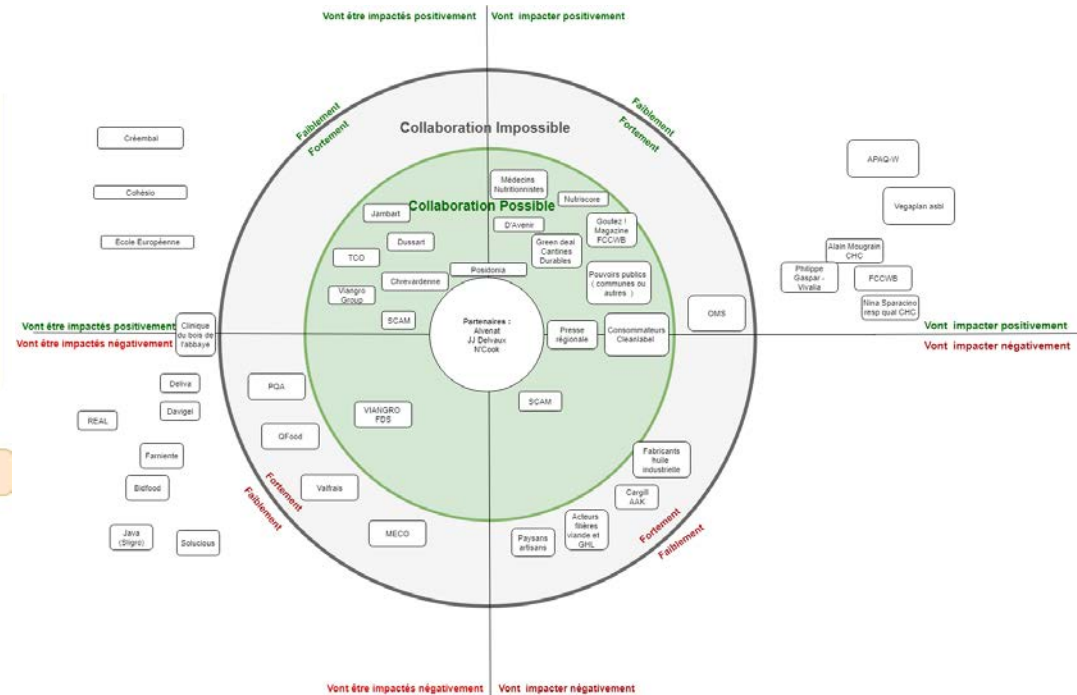 Vont être impactés positivement
Vont impacter positivement
Faiblement
Fortement
Faiblement
Fortement
Collaboration Impossible
Créembal
Cohésio
Ecole Européenne
APAQ-W
Vegaplan asbl
Alain Mougrain
CHC
Philippe
Gaspar -
Vivalia
FCCWB
Nina Sparacino
resp qual CHC
Médecins
Nutritionnistes
Nutriscore
Collaboration Possible
Jambart
D'Avenir
Goutez !
Magazine
FCCWB
Dussart
Green deal
Cantines
Durables
TCO
Posidonia
Pouvoirs publics
( communes ou
autres )
Chrevardenne
Viangro
Group
SCAM
OMS
Partenaires :
Alvenat
JJ Delvaux
N'Cook
Presse
régionale
Consommateurs
Cleanlabel
Clinique
du bois de
l'abbaye
Vont être impactés positivement
Vont être impactés négativement
Vont impacter positivement
Vont impacter négativement
Deliva
Davigel
REAL
Farniente
Bidfood
Java
(Sligro)
Solucious
PQA
QFood
Valfrais
MECO
VIANGRO
FDS
SCAM
Fabricants
huile
industrielle
Cargill
AAK
Acteurs
filières
viande et
GHL
Paysans
artisans
Fortement
Faiblement
Fortement
Faiblement
Vont être impactés négativement
Vont impacter négativement